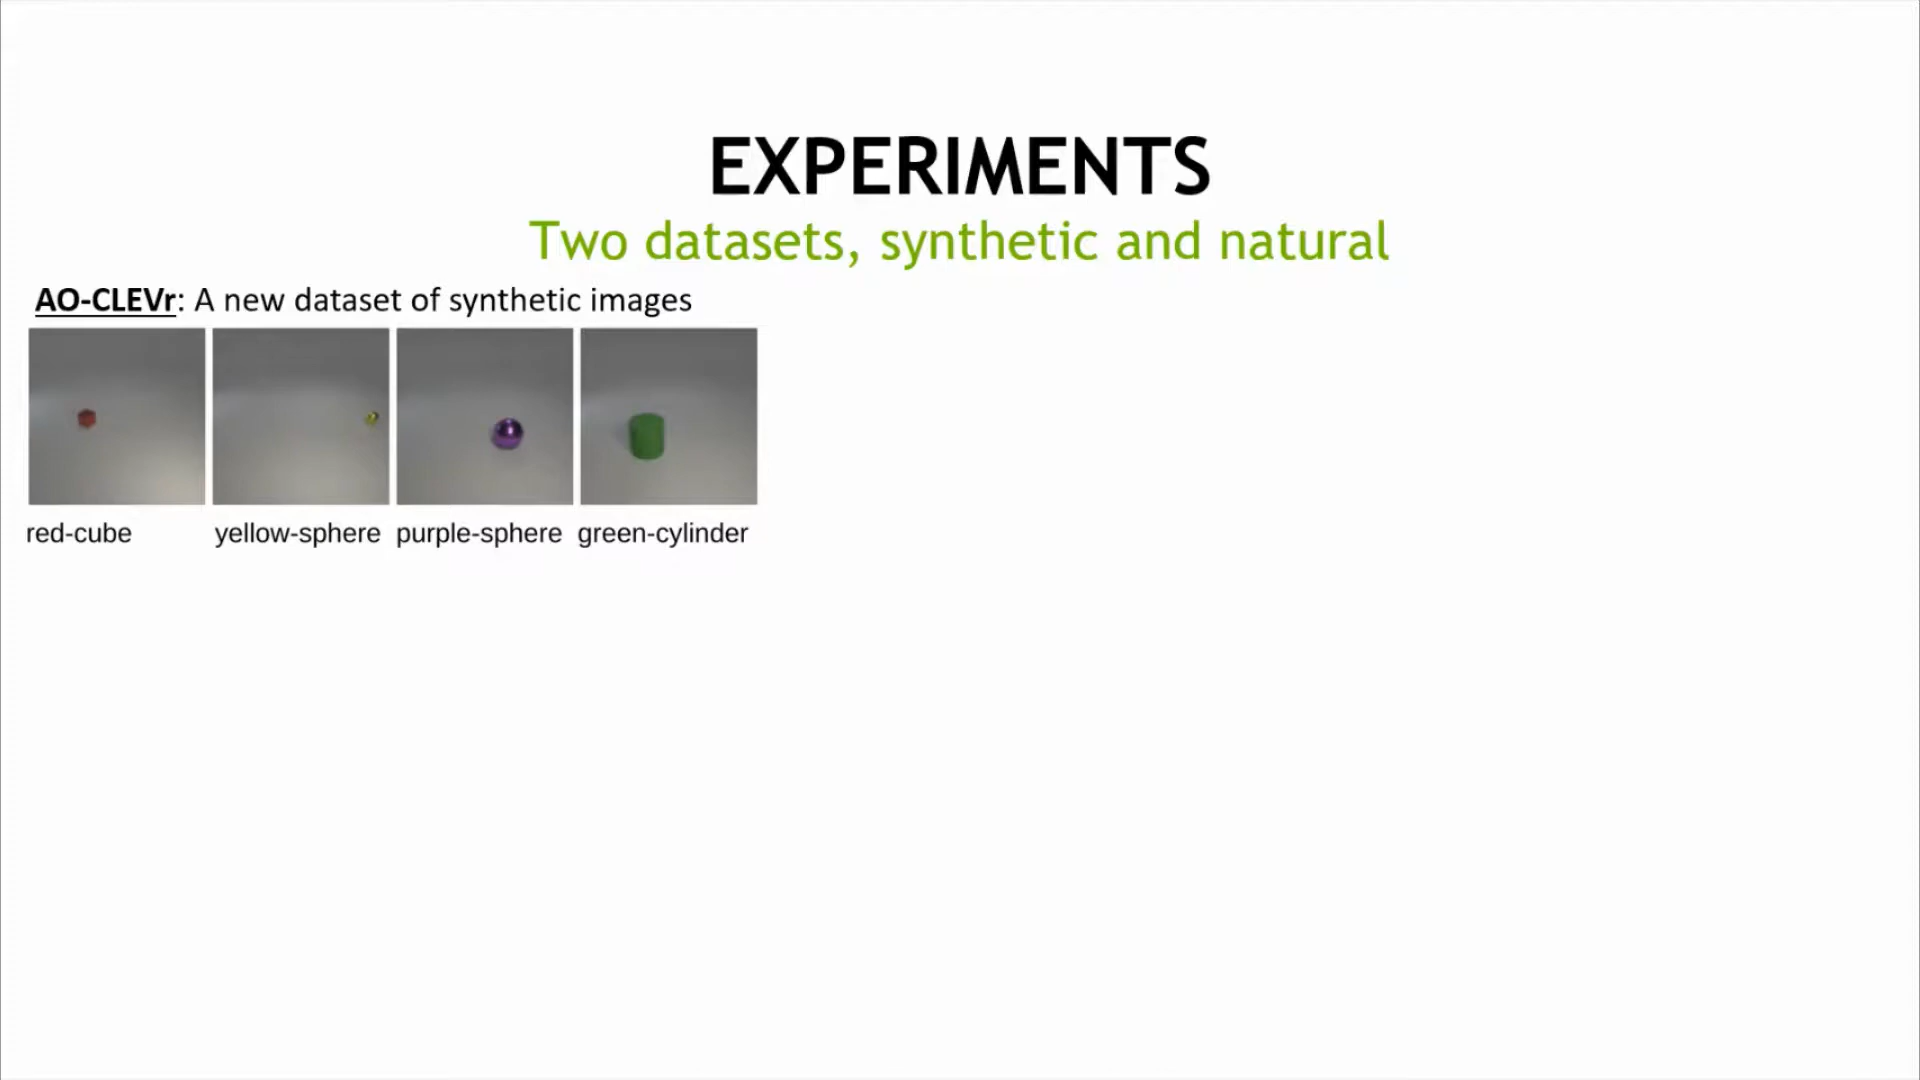 EXPERIMENTS
Two datasets, synthetic and natural
AO-CLEVr: A new dataset of synthetic images
red-cube yellow-sphere purple-sphere green-cylinder